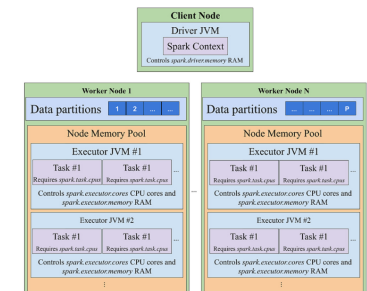 Client Node
Driver JVM
Spark Context
Controls spark.driver.memory RAM
Worker Node 1
Data partitions 1 2 ... ...
Node Memory Pool
Executor JVM #1
Task #1 Task #1 ...
Requires spark.task.cpus Requires spark.task.cpus
Controls spark.executor.cores CPU cores and
spark.executor.memory RAM
Executor JVM #2
Task #1 Task #1 ...
Requires spark.task.cpus Requires spark.task.cpus
Controls spark.executor.cores CPU cores and
spark.executor.memory RAM
⋮
...
Worker Node N
Data partitions ... ... ... P
Node Memory Pool
Executor JVM #1
Task #1 Task #1 ...
Requires spark.task.cpus Requires spark.task.cpus
Controls spark.executor.cores CPU cores and
spark.executor.memory RAM
Executor JVM #2
Task #1 Task #1 ...
Requires spark.task.cpus Requires spark.task.cpus
Controls spark.executor.cores CPU cores and
spark.executor.memory RAM
⋮